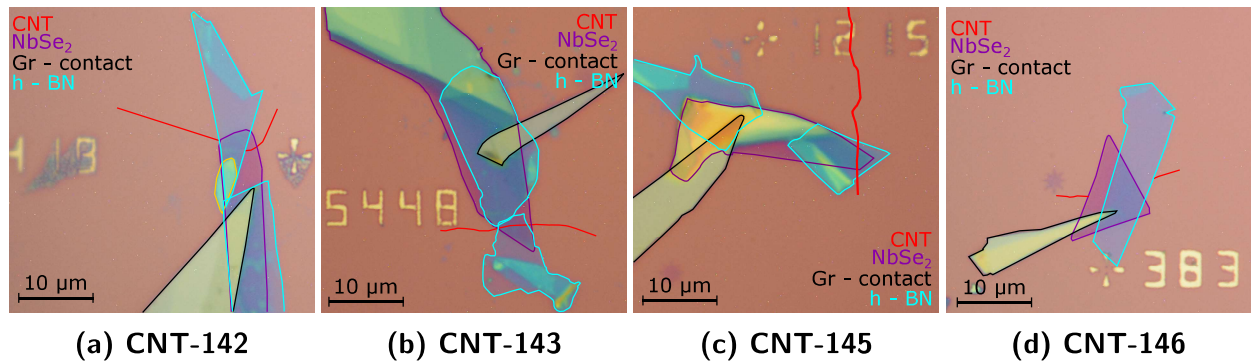 CNT
NbSe₂
Gr - contact
h - BN
418
10 µm
(a) CNT-142
CNT
NbSe₂
Gr - contact
h - BN
5448
10 µm
(b) CNT-143
12 15
CNT
NbSe₂
Gr - contact
h - BN
10 µm
(c) CNT-145
CNT
NbSe₂
Gr - contact
h - BN
383
10 µm
(d) CNT-146